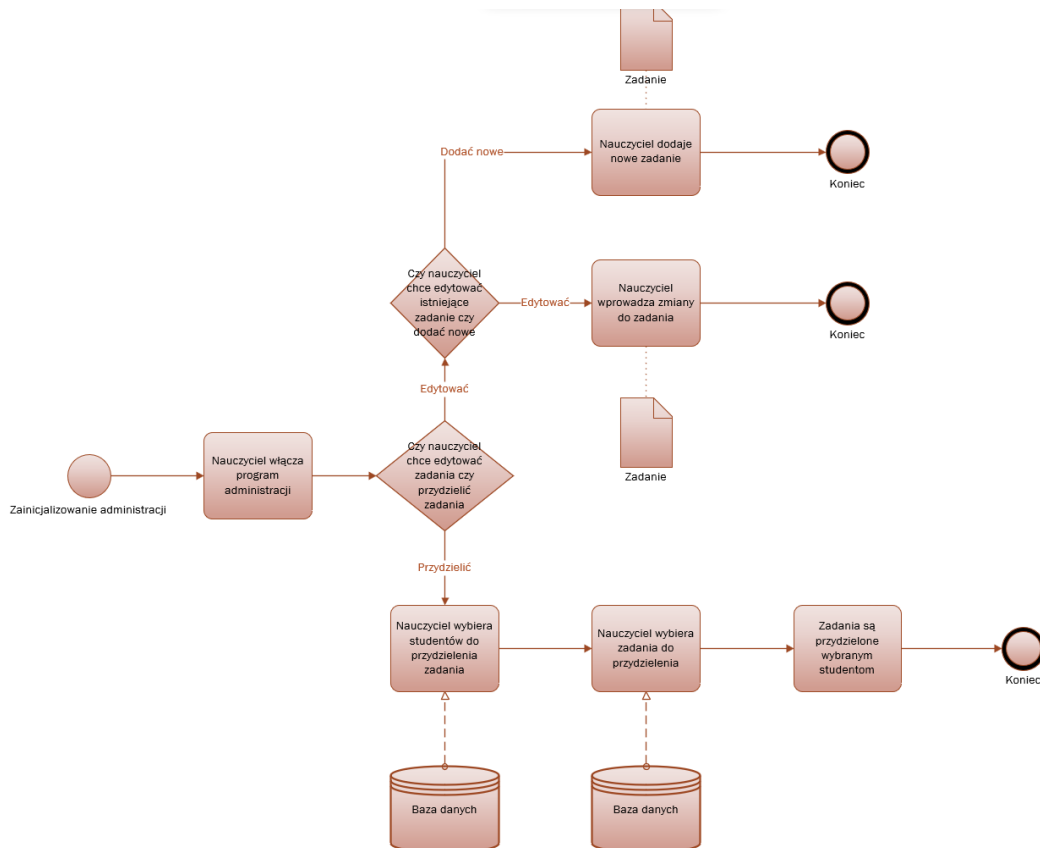 Zadanie
Dodać nowe
Nauczyciel dodaje
nowe zadanie
Koniec
Czy nauczyciel
chce edytować
istniejące
zadanie czy
dodać nowe
Edytować
Nauczyciel
wprowadza zmiany
do zadania
Koniec
Edytować
Zadanie
Zainicjalizowanie administracji
Nauczyciel włącza
program
administracji
Czy nauczyciel
chce edytować
zadania czy
przydzielić
zadania
Przydzielić
Nauczyciel wybiera
studentów do
przydzielenia
zadania
Nauczyciel wybiera
zadania do
przydzielenia
Zadania są
przydzielone
wybranym
studentom
Koniec
Baza danych
Baza danych